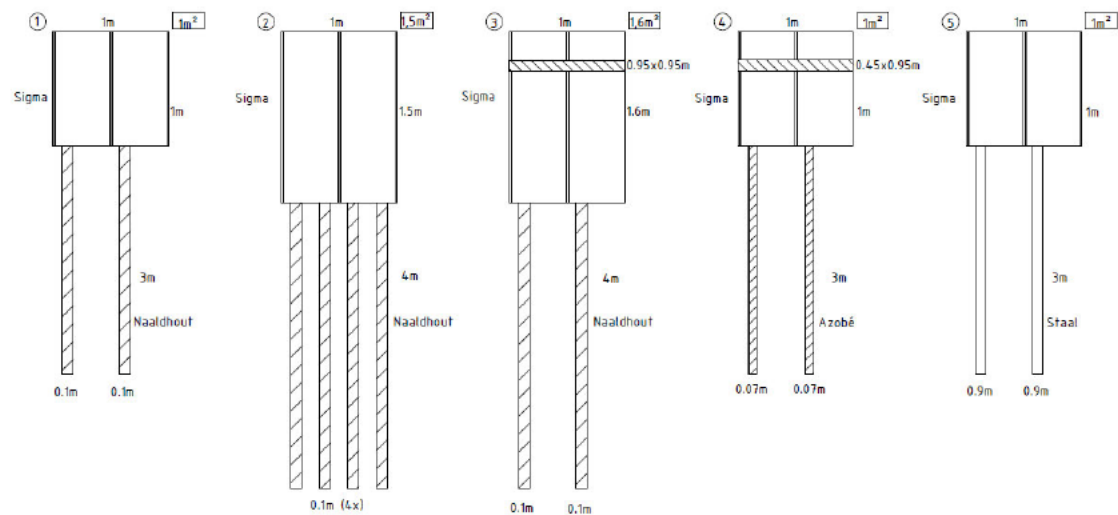 1 1m 1m²
Sigma 1m
3m
Naaldhout
0.1m 0.1m
2 1m 1,5m²
Sigma 1.5m
4m
Naaldhout
0.1m (4x)
3 1m 1,6m²
0.95x0.95m
Sigma 1.6m
4m
Naaldhout
0.1m 0.1m
4 1m 1m²
0.45x0.95m
Sigma 1m
3m
Azobé
0.07m 0.07m
5 1m 1m²
Sigma 1m
3m
Staal
0.9m 0.9m